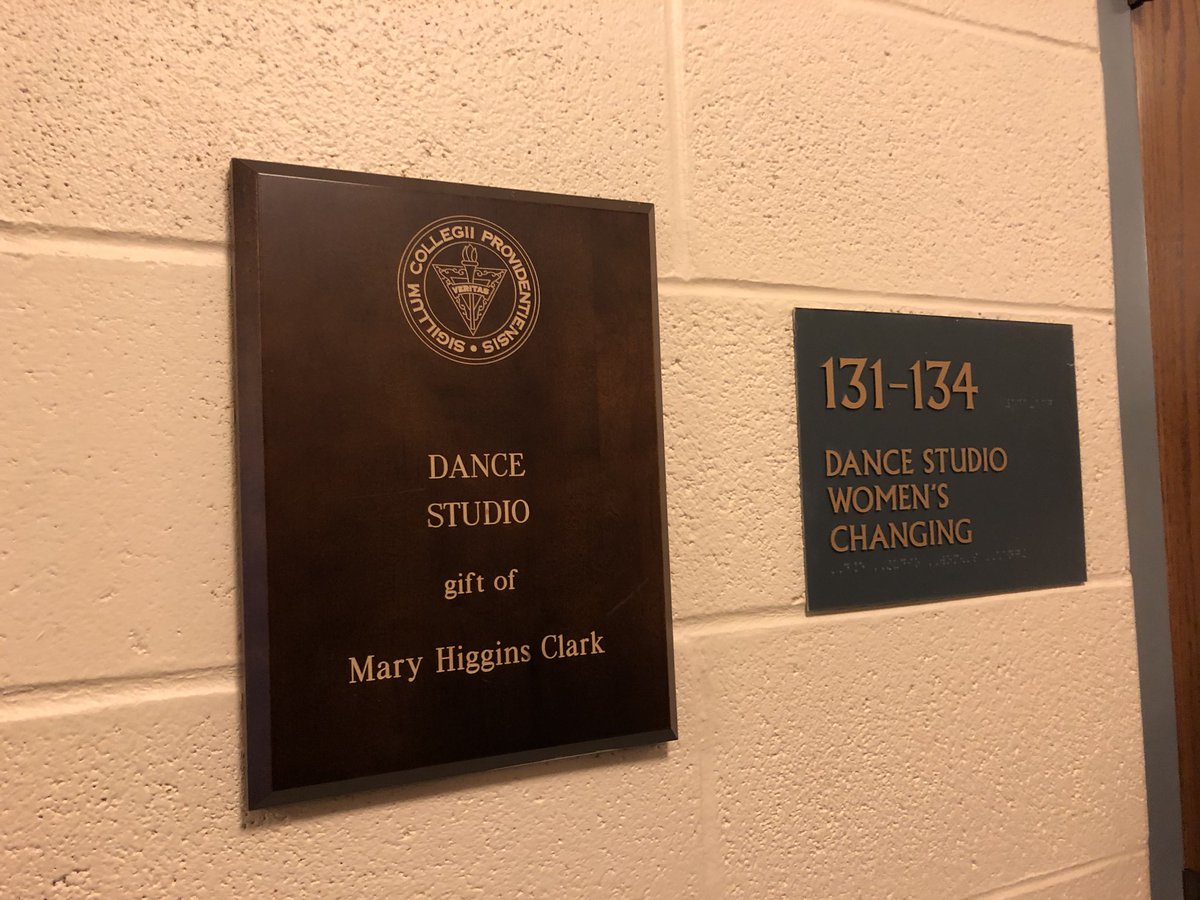 SIGILLUM COLLEGII PROVIDENTIENSIS •
VERITAS
DANCE
STUDIO
gift of
Mary Higgins Clark
131-134
DANCE STUDIO
WOMEN'S
CHANGING